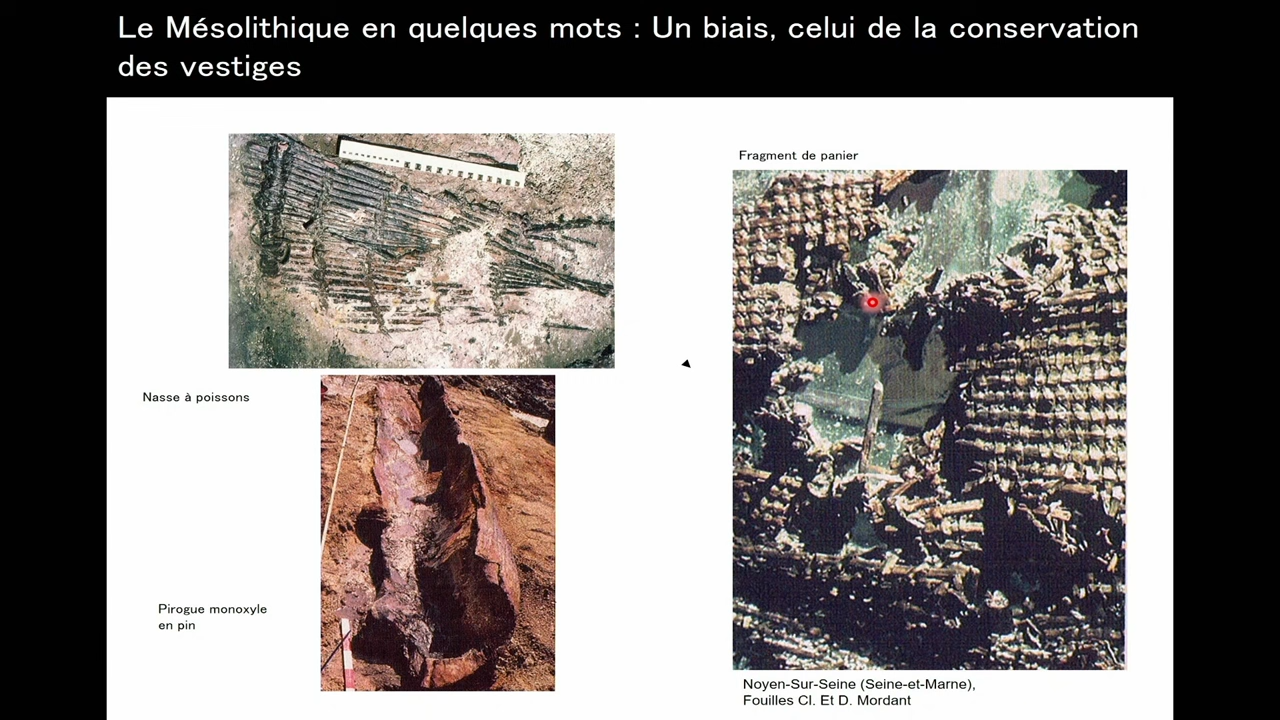 Le Mésolithique en quelques mots : Un biais, celui de la conservation
des vestiges
Fragment de panier
Nasse à poissons
Pirogue monoxyle
en pin
Noyen-Sur-Seine (Seine-et-Marne),
Fouilles Cl. Et D. Mordant